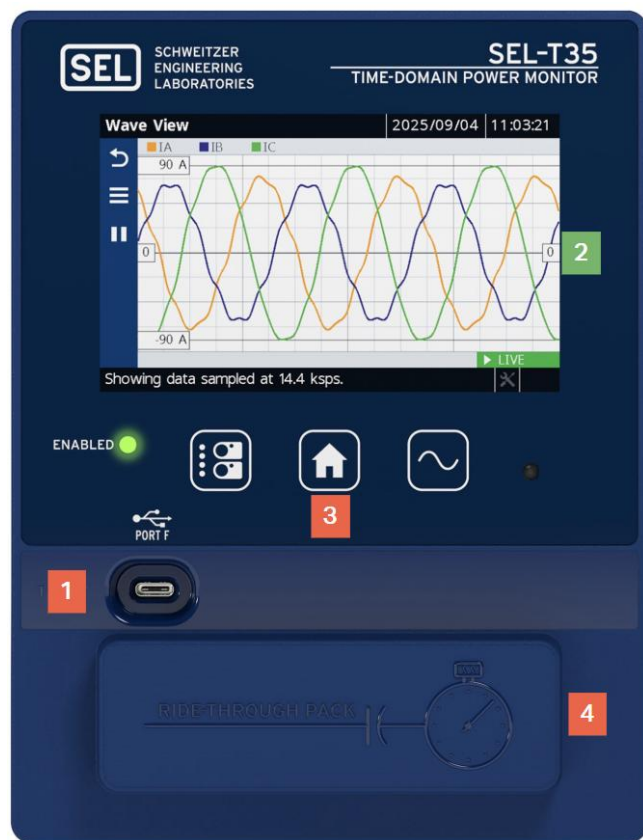 SEL
SCHWEITZER
ENGINEERING
LABORATORIES
SEL-T35
TIME-DOMAIN POWER MONITOR
Wave View 2025/09/04 11:03:21
IA IB IC
90 A
0 0
2
-90 A
LIVE
Showing data sampled at 14.4 ksps.
ENABLED
3
PORT F
1
RIDE-THROUGH PACK
4